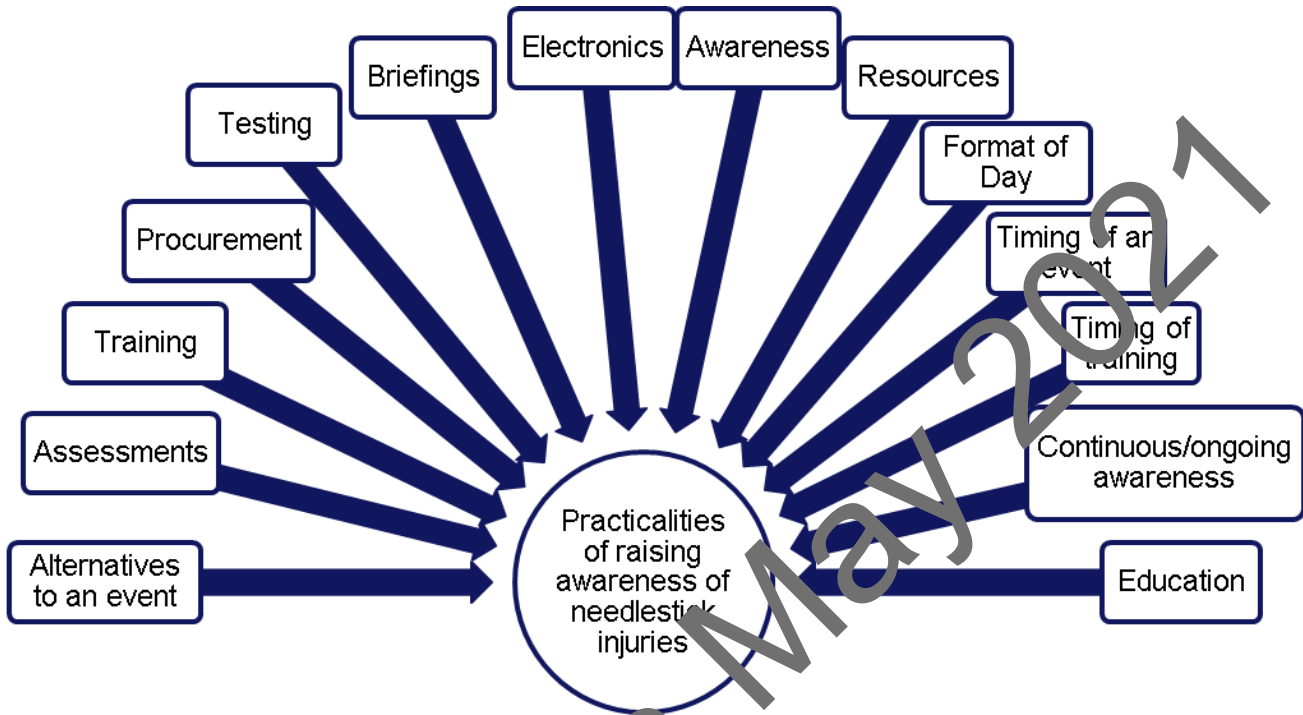 Electronics
Awareness
Briefings
Resources
Testing
Format of
Day
Procurement
Timing of an
event
Training
Timing of
training
Assessments
Continuous/ongoing
awareness
Alternatives
to an event
Education
Practicalities
of raising
awareness of
needlestick
injuries
May 2021